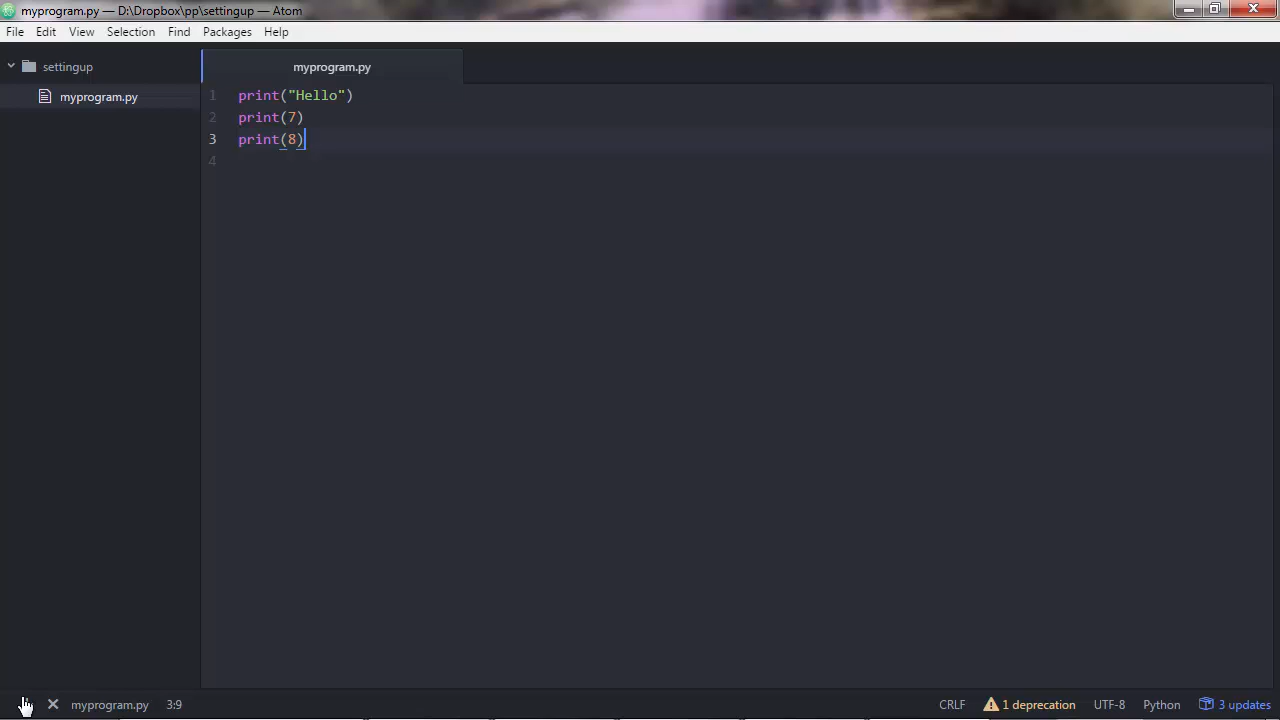 myprogram.py — D:\Dropbox\pp\settingup — Atom
File Edit View Selection Find Packages Help
settingup
myprogram.py
myprogram.py
1 print("Hello")
2 print(7)
3 print(8)
4
myprogram.py 3:9 CRLF 1 deprecation UTF-8 Python 3 updates